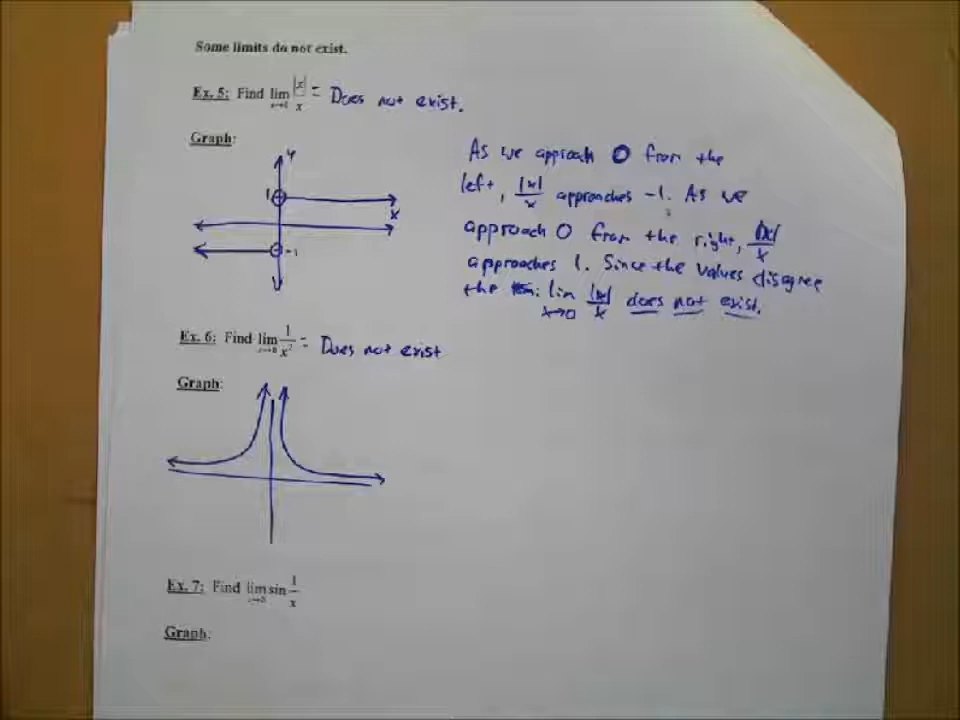 Some limits do not exist.
Ex. 5: Find lim x→0 |x|/x = Does not exist.
Graph:
y
1
x
-1
As we approach 0 from the
left, |x|/x approaches -1. As we
approach 0 from the right, |x|/x
approaches 1. Since the values disagree
the lim x→0 |x|/x does not exist.
Ex. 6: Find lim x→0 1/x² = Does not exist
Graph:
Ex. 7: Find lim x→0 sin 1/x
Graph: